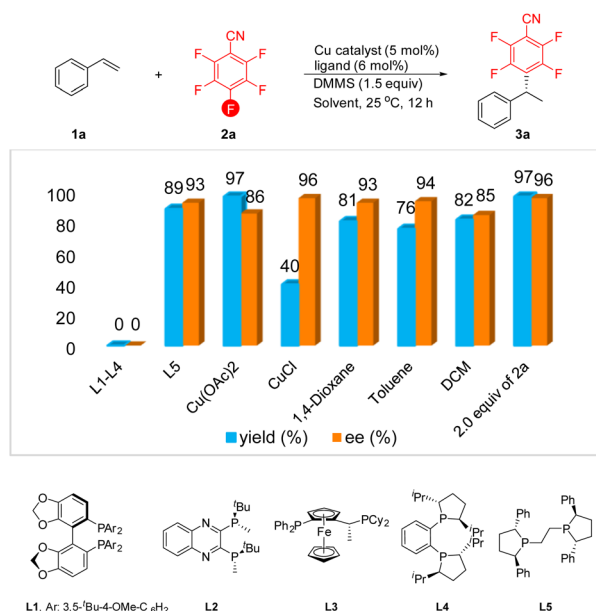 CN
F F
F F
F
+
1a
2a
Cu catalyst (5 mol%)
ligand (6 mol%)
DMMS (1.5 equiv)
Solvent, 25 °C, 12 h
CN
F F
F F
3a
100
80
60
40
20
0
0 0
89 93
97 86
40 96
81 93
76 94
82 85
97 96
L1-L4
L5
Cu(OAc)2
CuCl
1,4-Dioxane
Toluene
DCM
2.0 equiv of 2a
yield (%) ee (%)
O
O
PAr2
PAr2
O
O
L1, Ar: 3,5-tBu-4-OMe-C6H2
N
N
tBu
P
P
tBu
L2
Ph2P
PCy2
Fe
L3
iPr
P
iPr
iPr
P
iPr
L4
Ph
P
Ph
Ph
P
Ph
L5